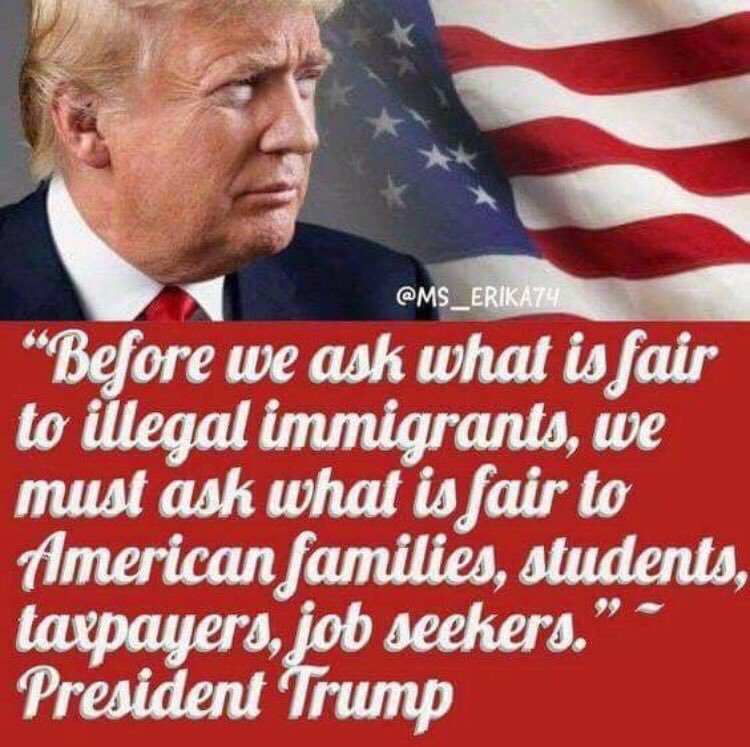 @MS_ERIKA74
“Before we ask what is fair
to illegal immigrants, we
must ask what is fair to
American families, students,
taxpayers, job seekers.” ~
President Trump